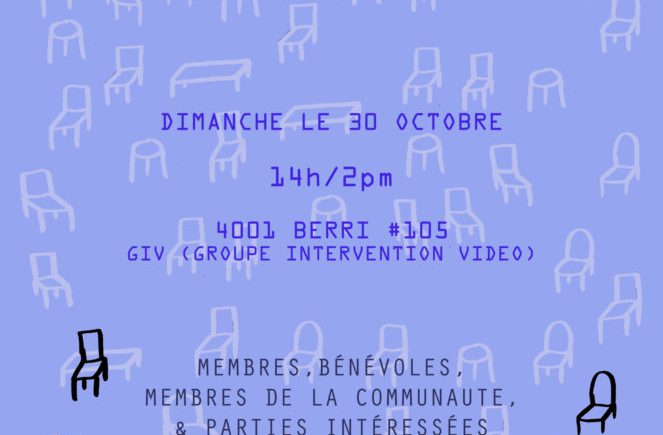 DIMANCHE LE 30 OCTOBRE
14h/2pm
4001 BERRI #105
GIV (GROUPE INTERVENTION VIDEO)
MEMBRES,BÉNÉVOLES,
MEMBRES DE LA COMMUNAUTE,
& PARTIES INTÉRESSÉES